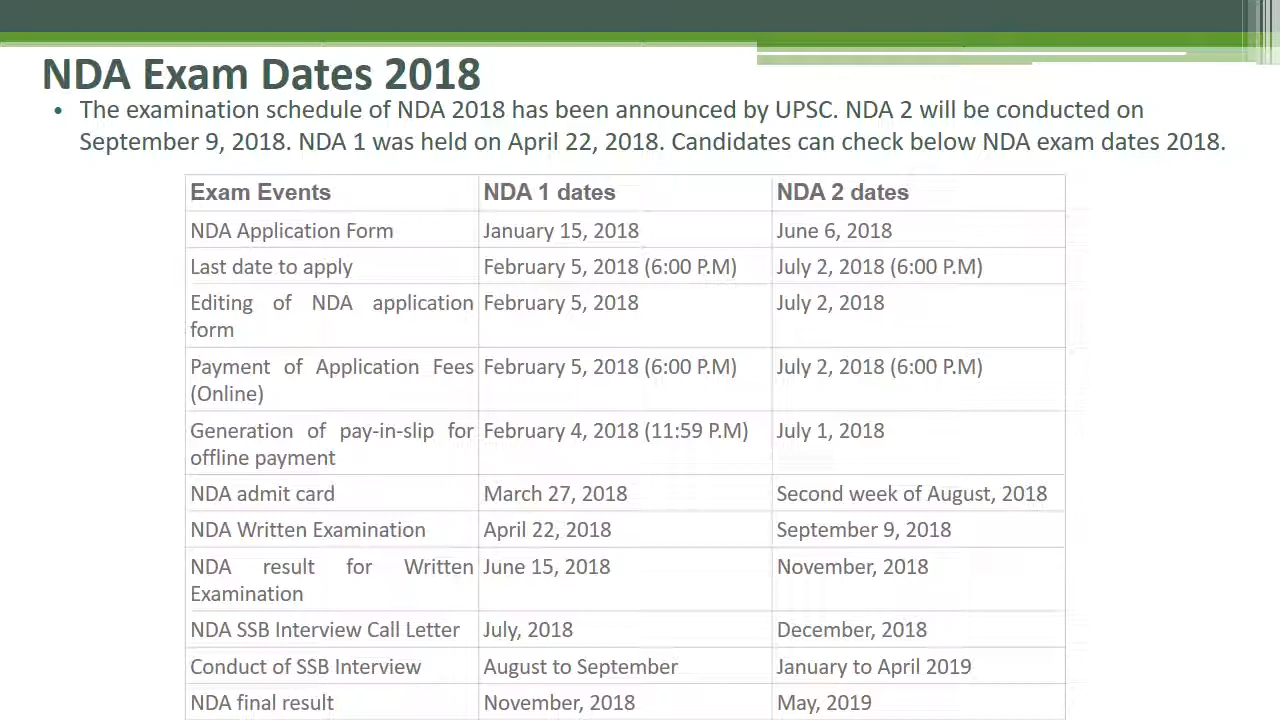 NDA Exam Dates 2018
• The examination schedule of NDA 2018 has been announced by UPSC. NDA 2 will be conducted on
September 9, 2018. NDA 1 was held on April 22, 2018. Candidates can check below NDA exam dates 2018.
Exam Events NDA 1 dates NDA 2 dates
NDA Application Form January 15, 2018 June 6, 2018
Last date to apply February 5, 2018 (6:00 P.M) July 2, 2018 (6:00 P.M)
Editing of NDA application February 5, 2018 July 2, 2018
form
Payment of Application Fees February 5, 2018 (6:00 P.M) July 2, 2018 (6:00 P.M)
(Online)
Generation of pay-in-slip for February 4, 2018 (11:59 P.M) July 1, 2018
offline payment
NDA admit card March 27, 2018 Second week of August, 2018
NDA Written Examination April 22, 2018 September 9, 2018
NDA result for Written June 15, 2018 November, 2018
Examination
NDA SSB Interview Call Letter July, 2018 December, 2018
Conduct of SSB Interview August to September January to April 2019
NDA final result November, 2018 May, 2019